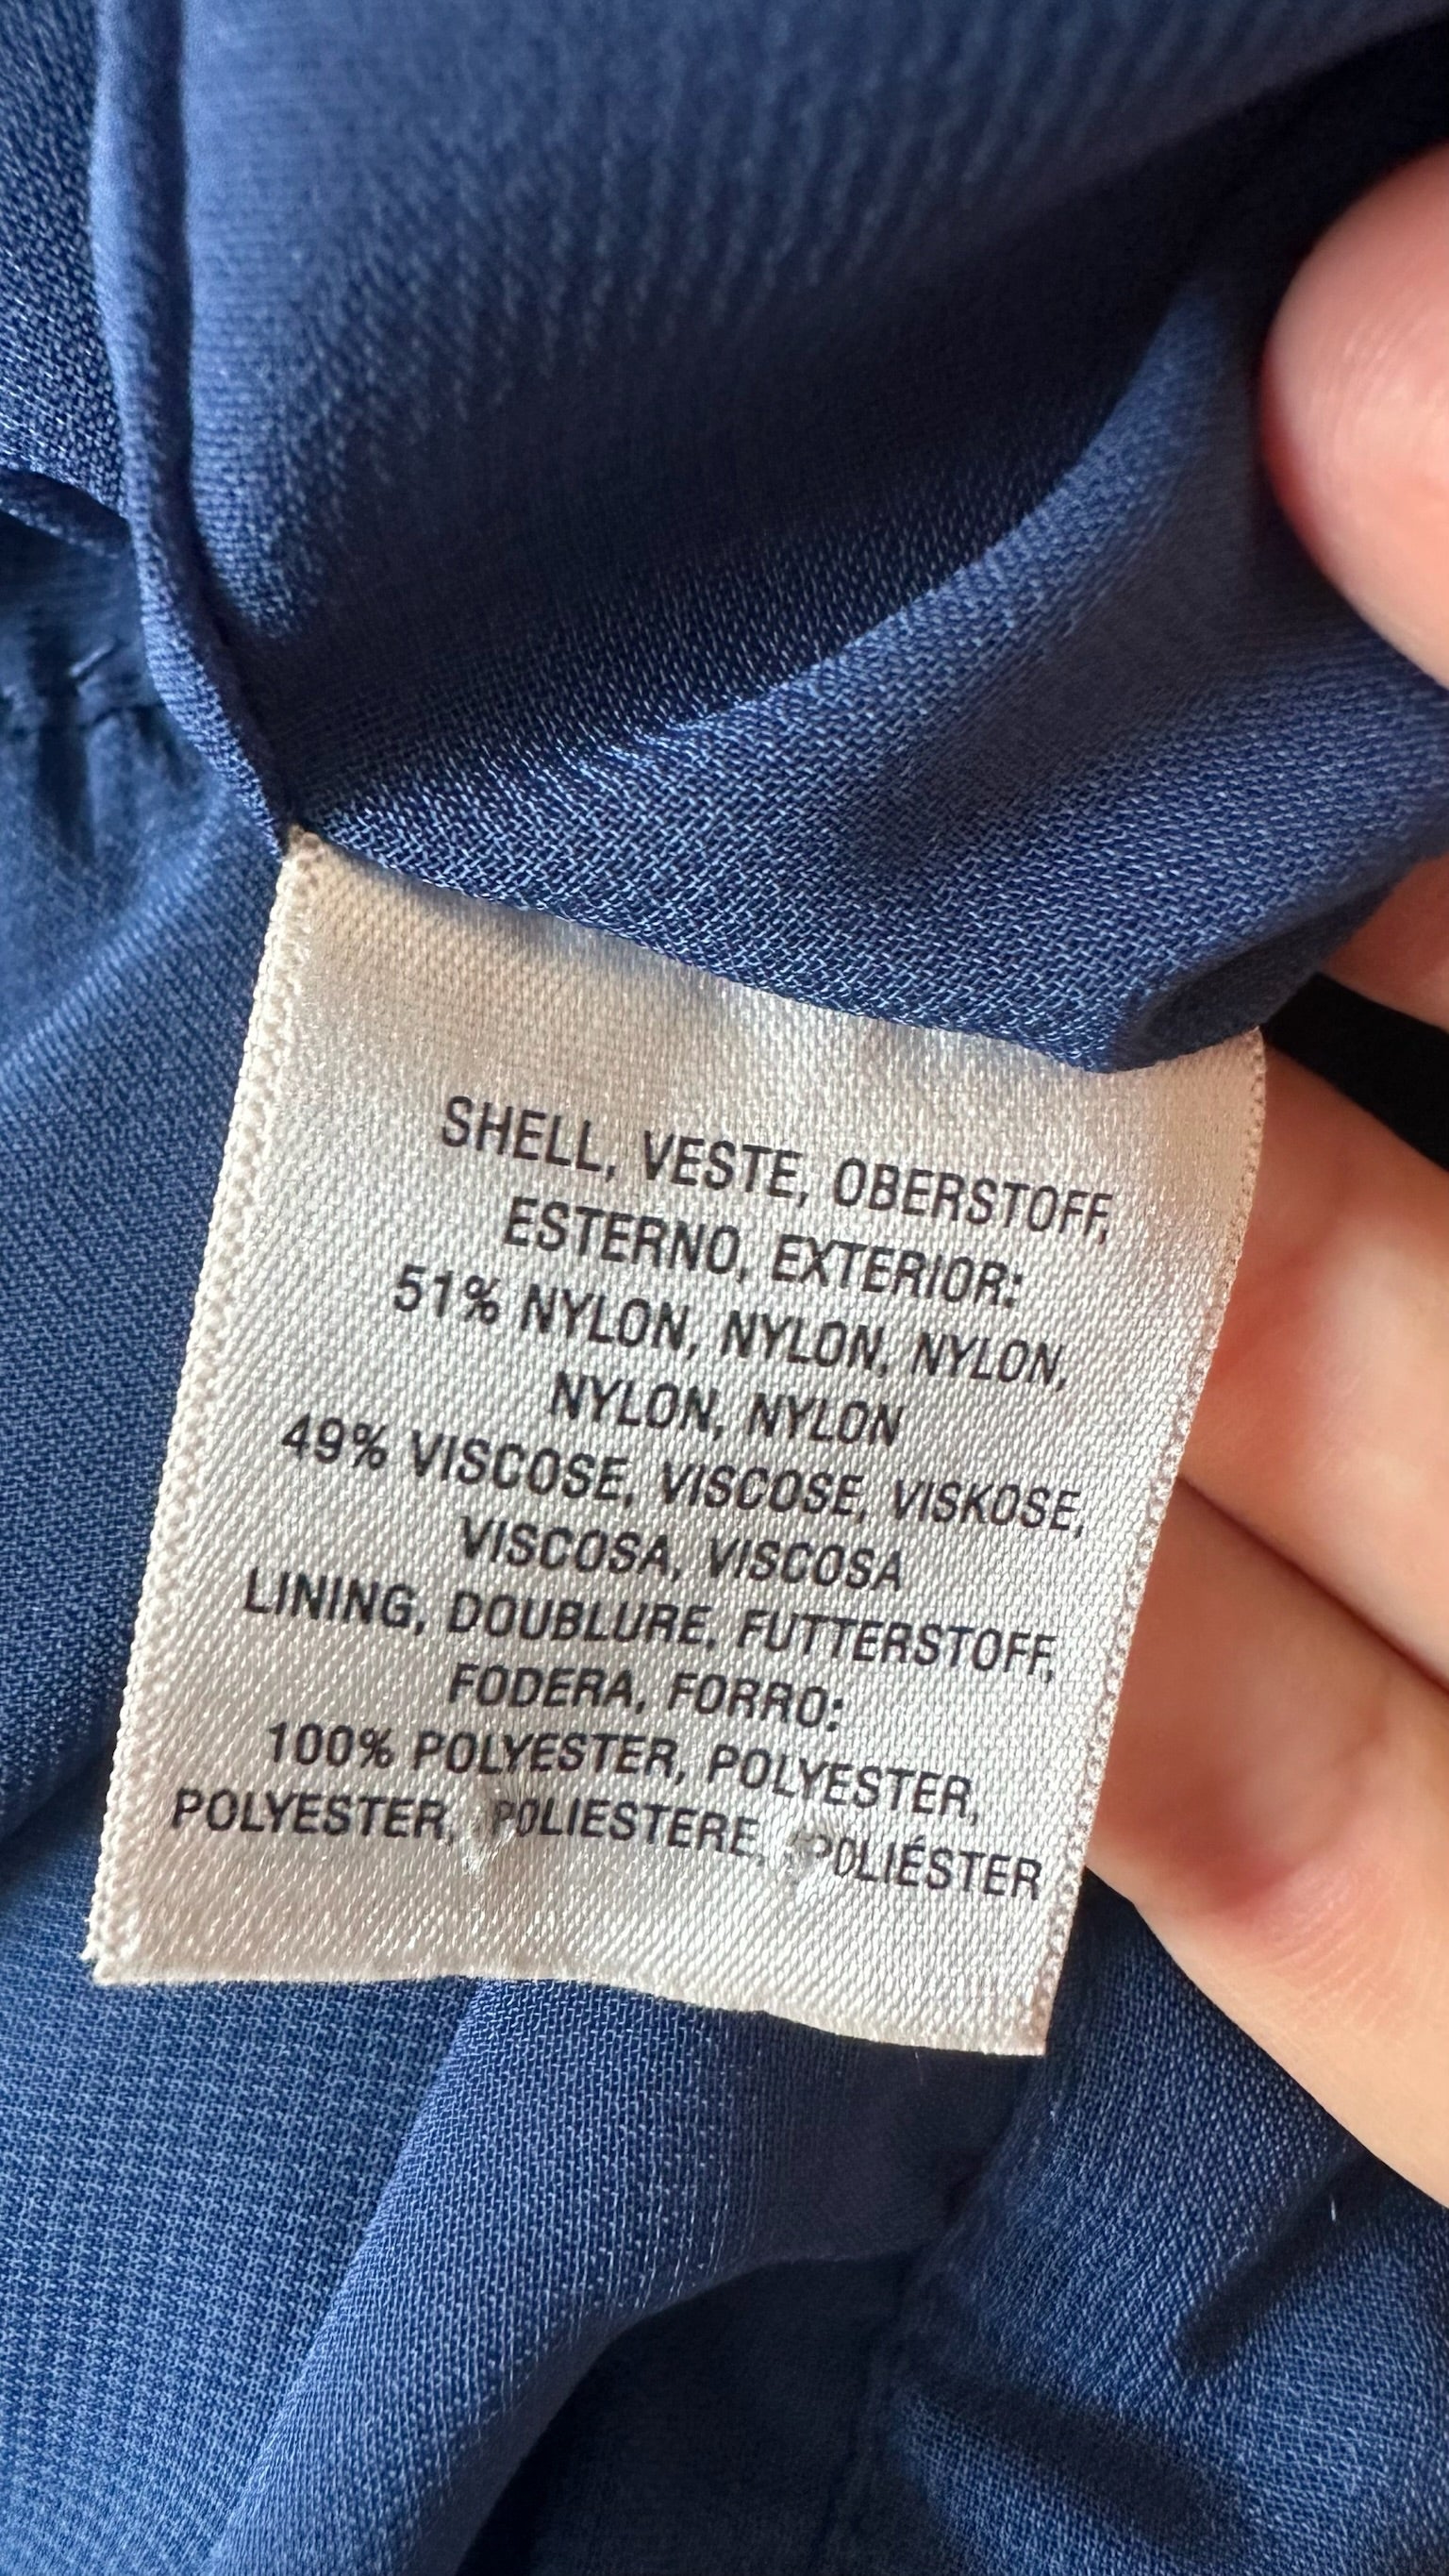 SHELL, VESTE, OBERSTOFF,
ESTERNO, EXTERIOR:
51% NYLON, NYLON, NYLON,
NYLON, NYLON
49% VISCOSE, VISCOSE, VISKOSE,
VISCOSA, VISCOSA
LINING, DOUBLURE, FUTTERSTOFF,
FODERA, FORRO:
100% POLYESTER, POLYESTER,
POLYESTER, POLIESTERE, POLIÉSTER